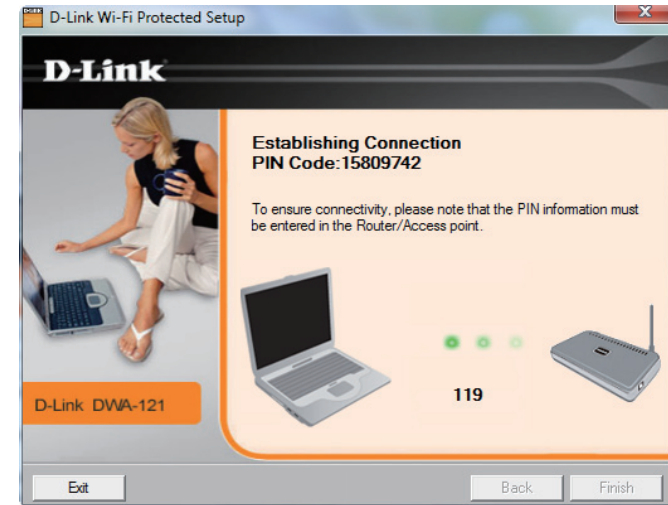 D-Link Wi-Fi Protected Setup
D-Link
Establishing Connection
PIN Code:15809742
To ensure connectivity, please note that the PIN information must
be entered in the Router/Access point.
119
D-Link DWA-121
Exit
Back
Finish